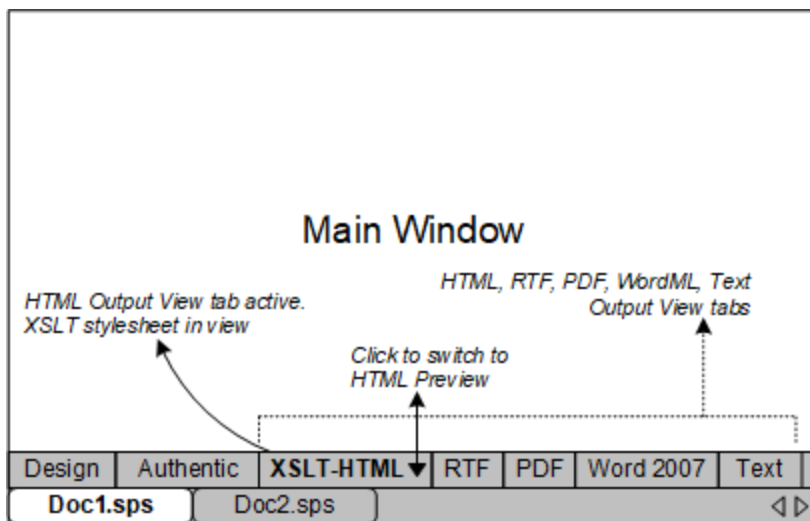 Main Window
HTML, RTF, PDF, WordML, Text
Output View tabs
HTML Output View tab active.
XSLT stylesheet in view
Click to switch to
HTML Preview
Design Authentic XSLT-HTML RTF PDF Word 2007 Text
Doc1.sps Doc2.sps